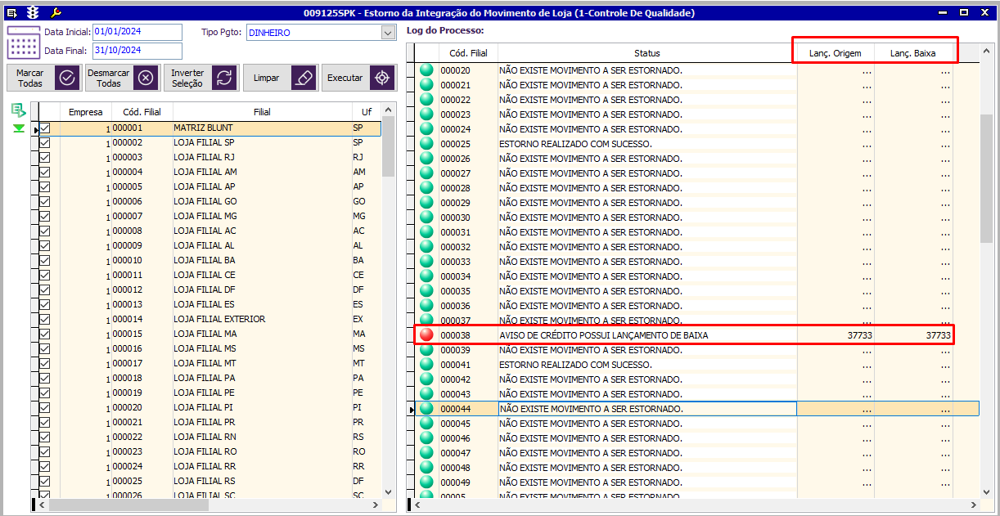 009125SPK - Estorno da Integração do Movimento de Loja (1-Controle De Qualidade)
Data Inicial: 01/01/2024 Tipo Pgto: DINHEIRO
Data Final: 31/10/2024
Marcar Todas
Desmarcar Todas
Inverter Seleção
Limpar
Executar
Empresa Cód. Filial Filial Uf
1 000001 MATRIZ BLUNT SP
1 000002 LOJA FILIAL SP SP
1 000003 LOJA FILIAL RJ RJ
1 000004 LOJA FILIAL AM AM
1 000005 LOJA FILIAL AP AP
1 000006 LOJA FILIAL GO GO
1 000007 LOJA FILIAL MG MG
1 000008 LOJA FILIAL AC AC
1 000009 LOJA FILIAL AL AL
1 000010 LOJA FILIAL BA BA
1 000011 LOJA FILIAL CE CE
1 000012 LOJA FILIAL DF DF
1 000013 LOJA FILIAL ES ES
1 000014 LOJA FILIAL EXTERIOR EX
1 000015 LOJA FILIAL MA MA
1 000016 LOJA FILIAL MS MS
1 000017 LOJA FILIAL MT MT
1 000018 LOJA FILIAL PA PA
1 000019 LOJA FILIAL PE PE
1 000020 LOJA FILIAL PI PI
1 000021 LOJA FILIAL PR PR
1 000022 LOJA FILIAL RN RS
1 000023 LOJA FILIAL RO RO
1 000024 LOJA FILIAL RR RR
1 000025 LOJA FILIAL RS DF
1 000026 LOJA FILIAL SC SC
Log do Processo:
Cód. Filial Status Lanç. Origem Lanç. Baixa
000020 NÃO EXISTE MOVIMENTO A SER ESTORNADO. ... ...
000021 NÃO EXISTE MOVIMENTO A SER ESTORNADO. ... ...
000022 NÃO EXISTE MOVIMENTO A SER ESTORNADO. ... ...
000023 NÃO EXISTE MOVIMENTO A SER ESTORNADO. ... ...
000024 NÃO EXISTE MOVIMENTO A SER ESTORNADO. ... ...
000025 ESTORNO REALIZADO COM SUCESSO. ... ...
000026 NÃO EXISTE MOVIMENTO A SER ESTORNADO. ... ...
000027 NÃO EXISTE MOVIMENTO A SER ESTORNADO. ... ...
000028 NÃO EXISTE MOVIMENTO A SER ESTORNADO. ... ...
000029 NÃO EXISTE MOVIMENTO A SER ESTORNADO. ... ...
000030 NÃO EXISTE MOVIMENTO A SER ESTORNADO. ... ...
000031 NÃO EXISTE MOVIMENTO A SER ESTORNADO. ... ...
000032 NÃO EXISTE MOVIMENTO A SER ESTORNADO. ... ...
000033 NÃO EXISTE MOVIMENTO A SER ESTORNADO. ... ...
000034 NÃO EXISTE MOVIMENTO A SER ESTORNADO. ... ...
000035 NÃO EXISTE MOVIMENTO A SER ESTORNADO. ... ...
000036 NÃO EXISTE MOVIMENTO A SER ESTORNADO. ... ...
000037 NÃO EXISTE MOVIMENTO A SER ESTORNADO. ... ...
000038 AVISO DE CRÉDITO POSSUI LANÇAMENTO DE BAIXA 37733 37733
000039 NÃO EXISTE MOVIMENTO A SER ESTORNADO. ... ...
000041 ESTORNO REALIZADO COM SUCESSO. ... ...
000042 NÃO EXISTE MOVIMENTO A SER ESTORNADO. ... ...
000043 NÃO EXISTE MOVIMENTO A SER ESTORNADO. ... ...
000044 NÃO EXISTE MOVIMENTO A SER ESTORNADO. ... ...
000045 NÃO EXISTE MOVIMENTO A SER ESTORNADO. ... ...
000046 NÃO EXISTE MOVIMENTO A SER ESTORNADO. ... ...
000047 NÃO EXISTE MOVIMENTO A SER ESTORNADO. ... ...
000048 NÃO EXISTE MOVIMENTO A SER ESTORNADO. ... ...
000049 NÃO EXISTE MOVIMENTO A SER ESTORNADO. ... ...
NÃO EXISTE MOVIMENTO A SER ESTORNADO. ... ...